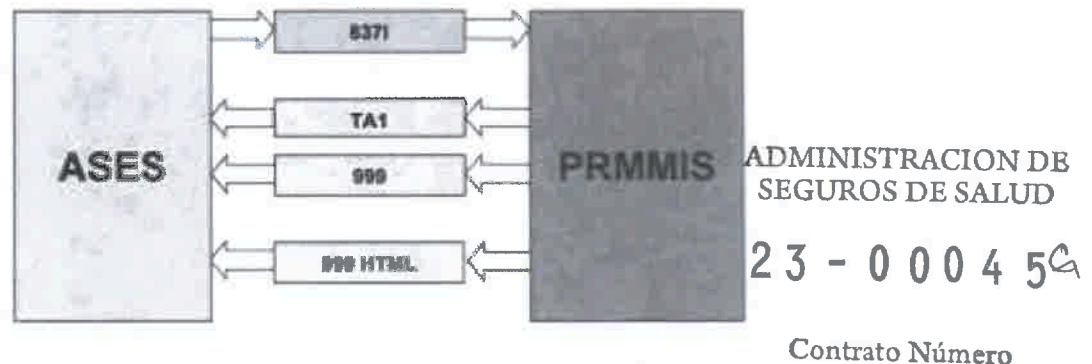 837I
TA1
ASES
999
PRMMIS
999 HTML
ADMINISTRACION DE
SEGUROS DE SALUD
23 - 00045G
Contrato Número